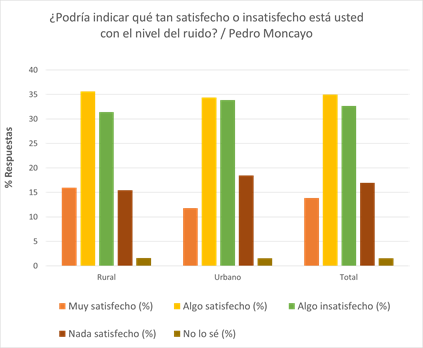 ¿Podría indicar qué tan satisfecho o insatisfecho está usted
con el nivel del ruido? / Pedro Moncayo
40
35
30
25
20
15
10
5
0
% Respuestas
Rural Urbano Total
Muy satisfecho (%) Algo satisfecho (%) Algo insatisfecho (%)
Nada satisfecho (%) No lo sé (%)